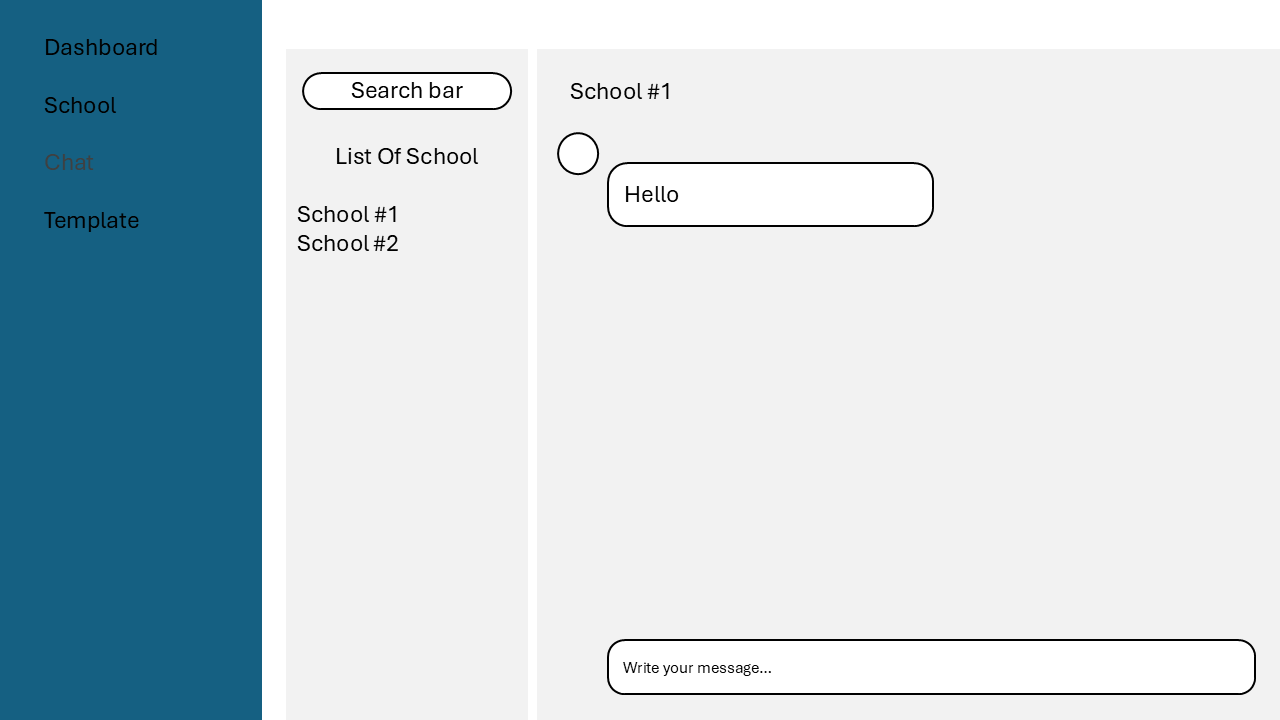 Dashboard
School
Chat
Template
Search bar
List Of School
School #1
School #2
School #1
Hello
Write your message...